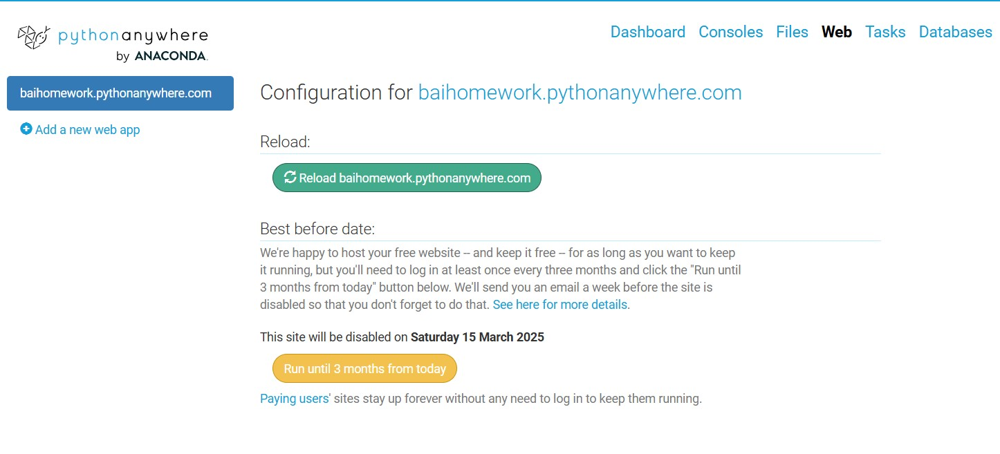 pythonanywhere
by ANACONDA.
Dashboard Consoles Files Web Tasks Databases
baihomework.pythonanywhere.com
Add a new web app
Configuration for baihomework.pythonanywhere.com
Reload:
Reload baihomework.pythonanywhere.com
Best before date:
We're happy to host your free website -- and keep it free -- for as long as you want to keep
it running, but you'll need to log in at least once every three months and click the "Run until
3 months from today" button below. We'll send you an email a week before the site is
disabled so that you don't forget to do that. See here for more details.
This site will be disabled on Saturday 15 March 2025
Run until 3 months from today
Paying users' sites stay up forever without any need to log in to keep them running.